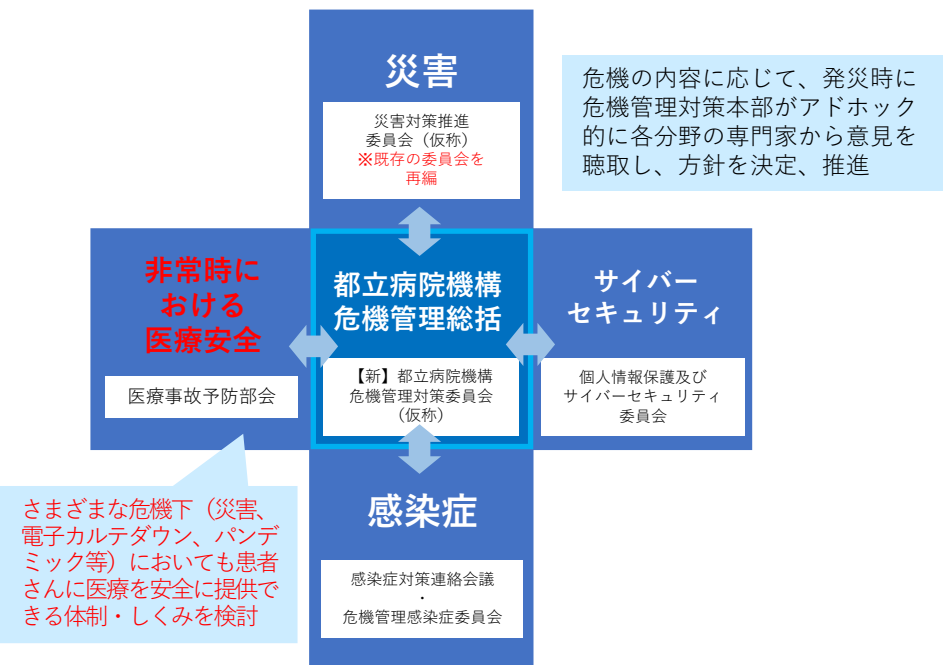 災害
災害対策推進
委員会（仮称）
※既存の委員会を
再編
危機の内容に応じて、発災時に
危機管理対策本部がアドホック
的に各分野の専門家から意見を
聴取し、方針を決定、推進
非常時に
おける
医療安全
医療事故予防部会
都立病院機構
危機管理総括
【新】都立病院機構
危機管理対策委員会
（仮称）
サイバー
セキュリティ
個人情報保護及び
サイバーセキュリティ
委員会
さまざまな危機下（災害、
電子カルテダウン、パンデ
ミック等）においても患者
さんに医療を安全に提供で
きる体制・しくみを検討
感染症
感染症対策連絡会議
・
危機管理感染症委員会